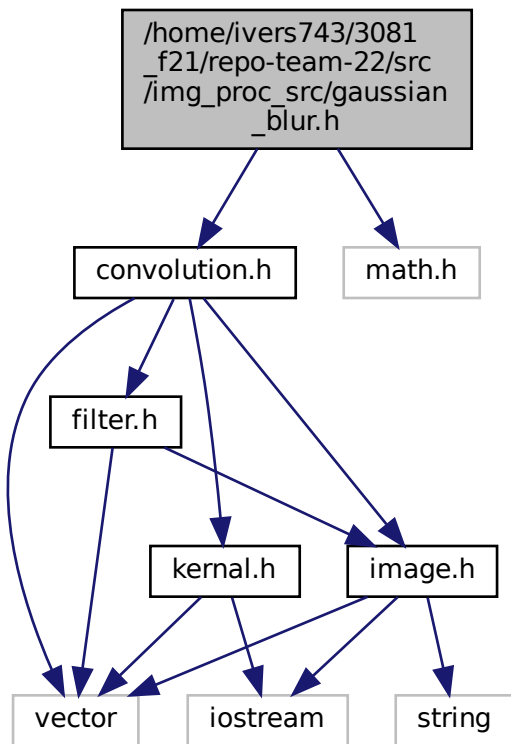 /home/ivers743/3081
_f21/repo-team-22/src
/img_proc_src/gaussian
_blur.h
convolution.h
math.h
filter.h
kernal.h
image.h
vector
iostream
string